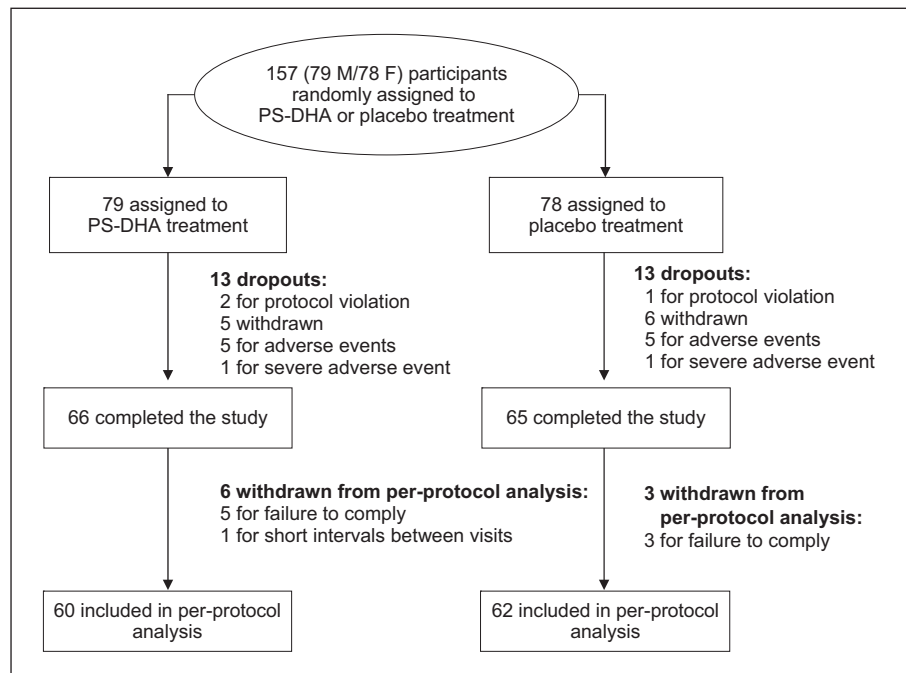 157 (79 M/78 F) participants
randomly assigned to
PS-DHA or placebo treatment
79 assigned to
PS-DHA treatment
78 assigned to
placebo treatment
13 dropouts:
2 for protocol violation
5 withdrawn
5 for adverse events
1 for severe adverse event
13 dropouts:
1 for protocol violation
6 withdrawn
5 for adverse events
1 for severe adverse event
66 completed the study
65 completed the study
6 withdrawn from per-protocol analysis:
5 for failure to comply
1 for short intervals between visits
3 withdrawn from
per-protocol analysis:
3 for failure to comply
60 included in per-protocol
analysis
62 included in per-protocol
analysis